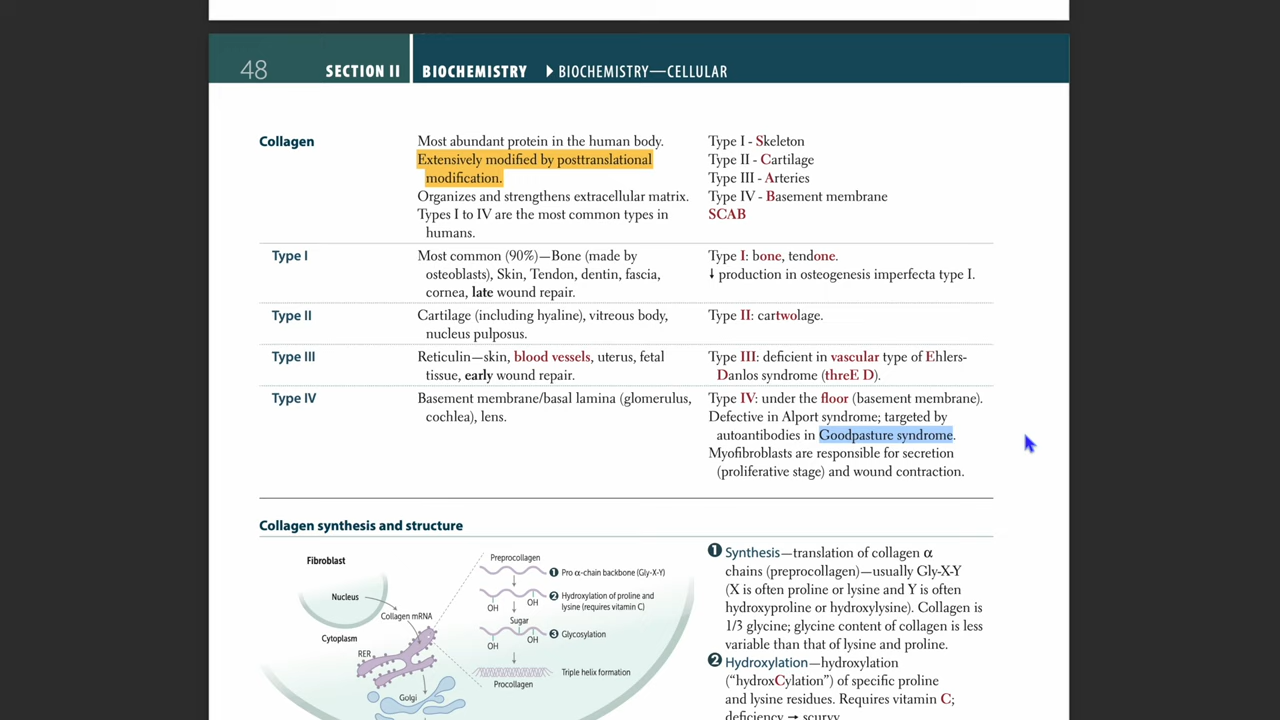 48 SECTION II BIOCHEMISTRY ▶ BIOCHEMISTRY—CELLULAR
Collagen
Most abundant protein in the human body.
Extensively modified by posttranslational
modification.
Organizes and strengthens extracellular matrix.
Types I to IV are the most common types in
humans.
Type I - Skeleton
Type II - Cartilage
Type III - Arteries
Type IV - Basement membrane
SCAB
Type I
Most common (90%)—Bone (made by
osteoblasts), Skin, Tendon, dentin, fascia,
cornea, late wound repair.
Type I: bone, tendone.
↓ production in osteogenesis imperfecta type I.
Type II
Cartilage (including hyaline), vitreous body,
nucleus pulposus.
Type II: cartwolage.
Type III
Reticulin—skin, blood vessels, uterus, fetal
tissue, early wound repair.
Type III: deficient in vascular type of Ehlers-
Danlos syndrome (threE D).
Type IV
Basement membrane/basal lamina (glomerulus,
cochlea), lens.
Type IV: under the floor (basement membrane).
Defective in Alport syndrome; targeted by
autoantibodies in Goodpasture syndrome.
Myofibroblasts are responsible for secretion
(proliferative stage) and wound contraction.
Collagen synthesis and structure
Fibroblast
Nucleus
Collagen mRNA
Cytoplasm
RER
Golgi
Preprocollagen
1 Pro α-chain backbone (Gly-X-Y)
2 Hydroxylation of proline and
lysine (requires vitamin C)
OH
OH
Sugar
3 Glycosylation
OH
OH
Triple helix formation
Procollagen
1 Synthesis—translation of collagen α
chains (preprocollagen)—usually Gly-X-Y
(X is often proline or lysine and Y is often
hydroxyproline or hydroxylysine). Collagen is
1/3 glycine; glycine content of collagen is less
variable than that of lysine and proline.
2 Hydroxylation—hydroxylation
(“hydroxCylation”) of specific proline
and lysine residues. Requires vitamin C;
deficiency → scurvy.